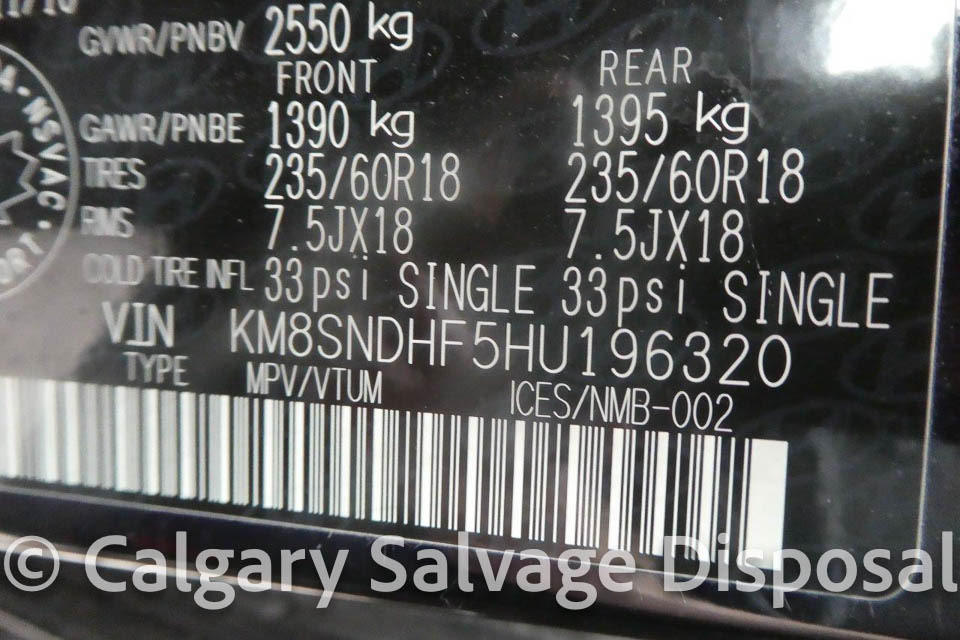 GVWR/PNBV 2550 kg
FRONT REAR
GAWR/PNBE 1390 kg 1395 kg
TIRES 235/60R18 235/60R18
RIMS 7.5JX18 7.5JX18
COLD TIRE INFL 33psi SINGLE 33psi SINGLE
VIN KM8SNDHF5HU196320
TYPE MPV/VTUM ICES/NMB-002
NSVAC
© Calgary Salvage Disposal